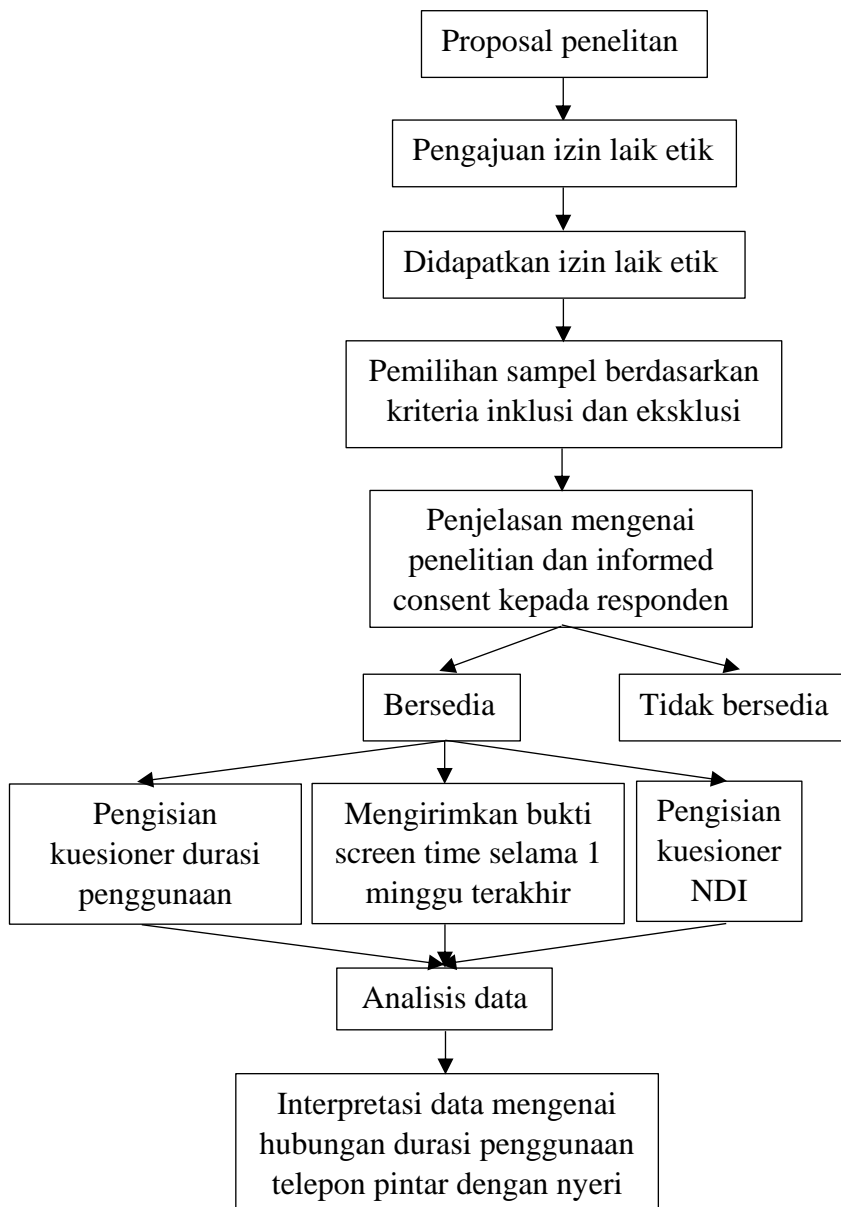 Proposal penelitan
Pengajuan izin laik etik
Didapatkan izin laik etik
Pemilihan sampel berdasarkan
kriteria inklusi dan eksklusi
Penjelasan mengenai
penelitian dan informed
consent kepada responden
Bersedia
Tidak bersedia
Pengisian
kuesioner durasi
penggunaan
Mengirimkan bukti
screen time selama 1
minggu terakhir
Pengisian
kuesioner
NDI
Analisis data
Interpretasi data mengenai
hubungan durasi penggunaan
telepon pintar dengan nyeri